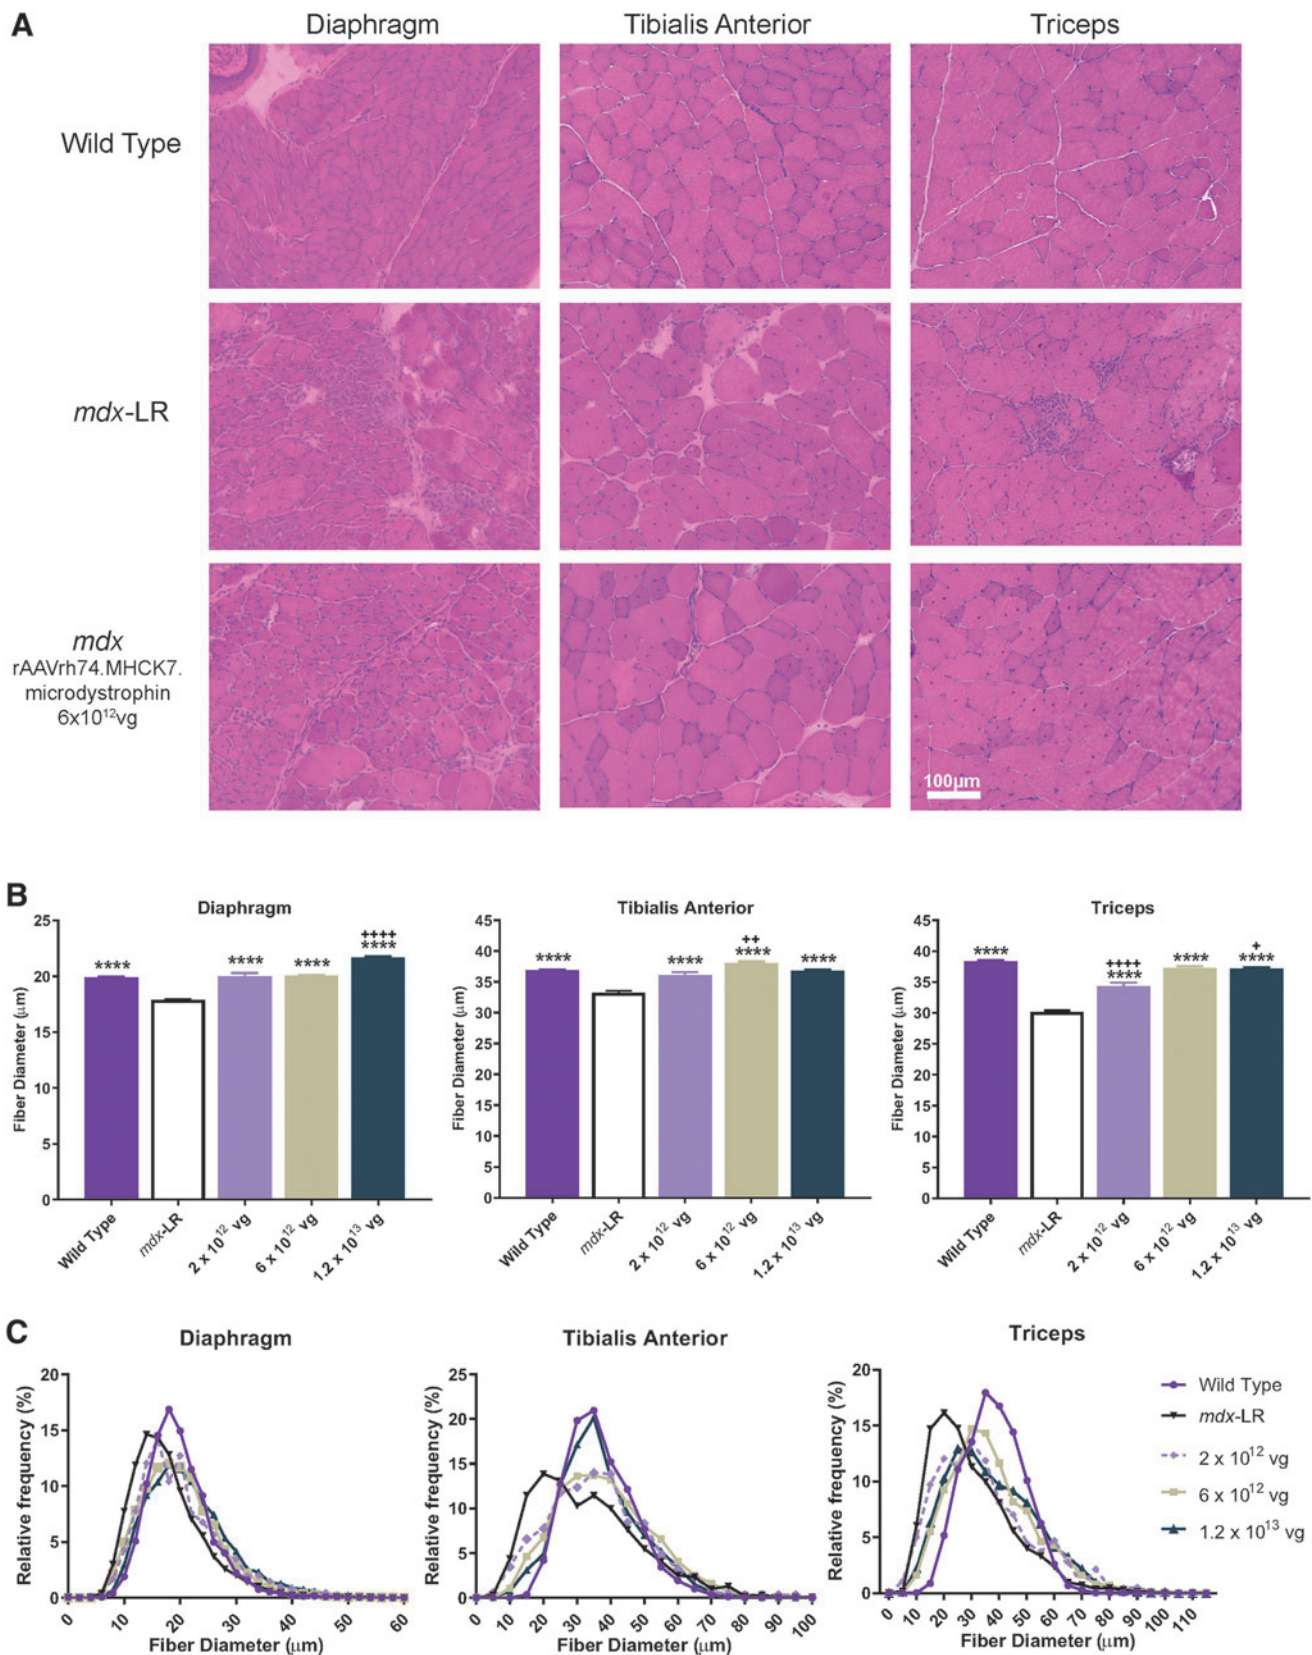 A
Diaphragm
Tibialis Anterior
Triceps
Wild Type
mdx-LR
mdx
rAAVrh74.MHCK7.
microdystrophin
6x10¹²vg
100μm
B
Diaphragm
Fiber Diameter (μm)
25
20
15
10
5
0
****
****
****
++++
****
Wild Type
mdx-LR
2 x 10¹² vg
6 x 10¹² vg
1.2 x 10¹³ vg
Tibialis Anterior
Fiber Diameter (μm)
45
40
35
30
25
20
15
10
5
0
****
****
++
****
****
Wild Type
mdx-LR
2 x 10¹² vg
6 x 10¹² vg
1.2 x 10¹³ vg
Triceps
Fiber Diameter (μm)
45
40
35
30
25
20
15
10
5
0
****
++++
****
****
+
****
Wild Type
mdx-LR
2 x 10¹² vg
6 x 10¹² vg
1.2 x 10¹³ vg
C
Diaphragm
Relative frequency (%)
20
15
10
5
0
0 10 20 30 40 50 60
Fiber Diameter (μm)
Tibialis Anterior
Relative frequency (%)
25
20
15
10
5
0
0 10 20 30 40 50 60 70 80 90 100
Fiber Diameter (μm)
Triceps
Relative frequency (%)
20
15
10
5
0
0 10 20 30 40 50 60 70 80 90 100 110
Fiber Diameter (μm)
Wild Type
mdx-LR
2 x 10¹² vg
6 x 10¹² vg
1.2 x 10¹³ vg